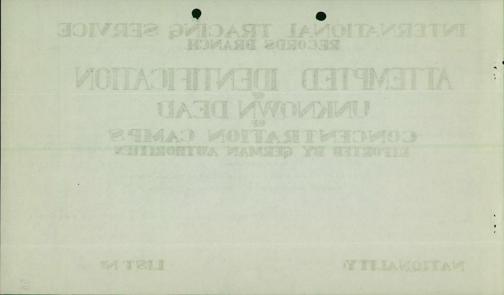 INTERNATIONAL TRACING SERVICE
RECORDS BRANCH
ATTEMPTED IDENTIFICATION
OF
UNKNOWN DEAD
OF
CONCENTRATION CAMPS
REPORTED BY GERMAN AUTHORITIES
NATIONALITY: LIST Nº